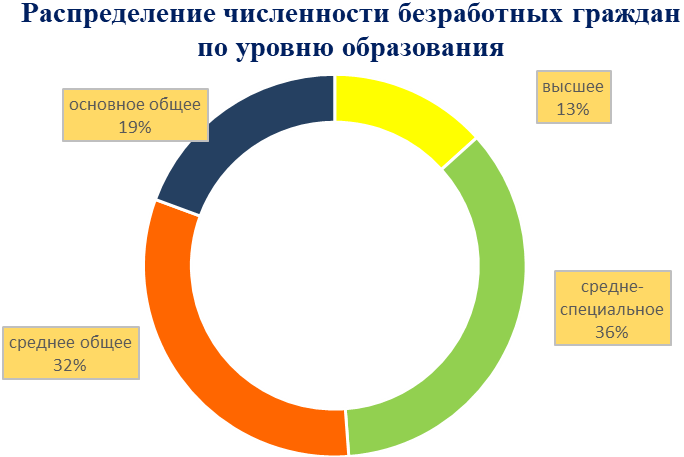 Распределение численности безработных граждан
по уровню образования
основное общее
19%
высшее
13%
средне-
специальное
36%
среднее общее
32%